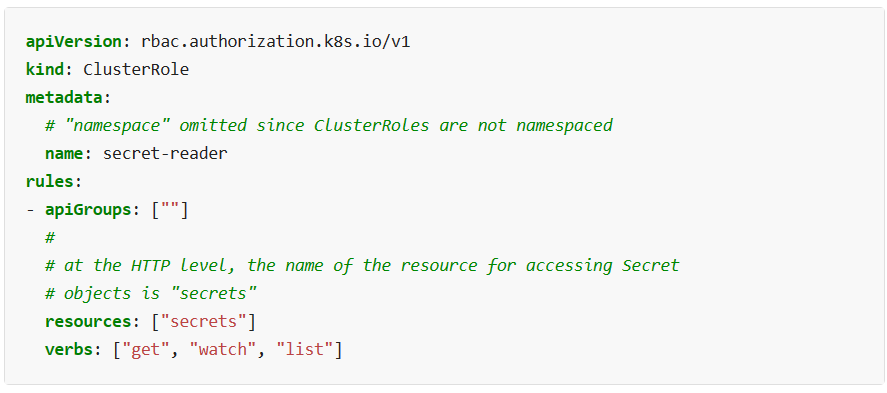 apiVersion: rbac.authorization.k8s.io/v1
kind: ClusterRole
metadata:
  # "namespace" omitted since ClusterRoles are not namespaced
  name: secret-reader
rules:
- apiGroups: [""]
  #
  # at the HTTP level, the name of the resource for accessing Secret
  # objects is "secrets"
  resources: ["secrets"]
  verbs: ["get", "watch", "list"]